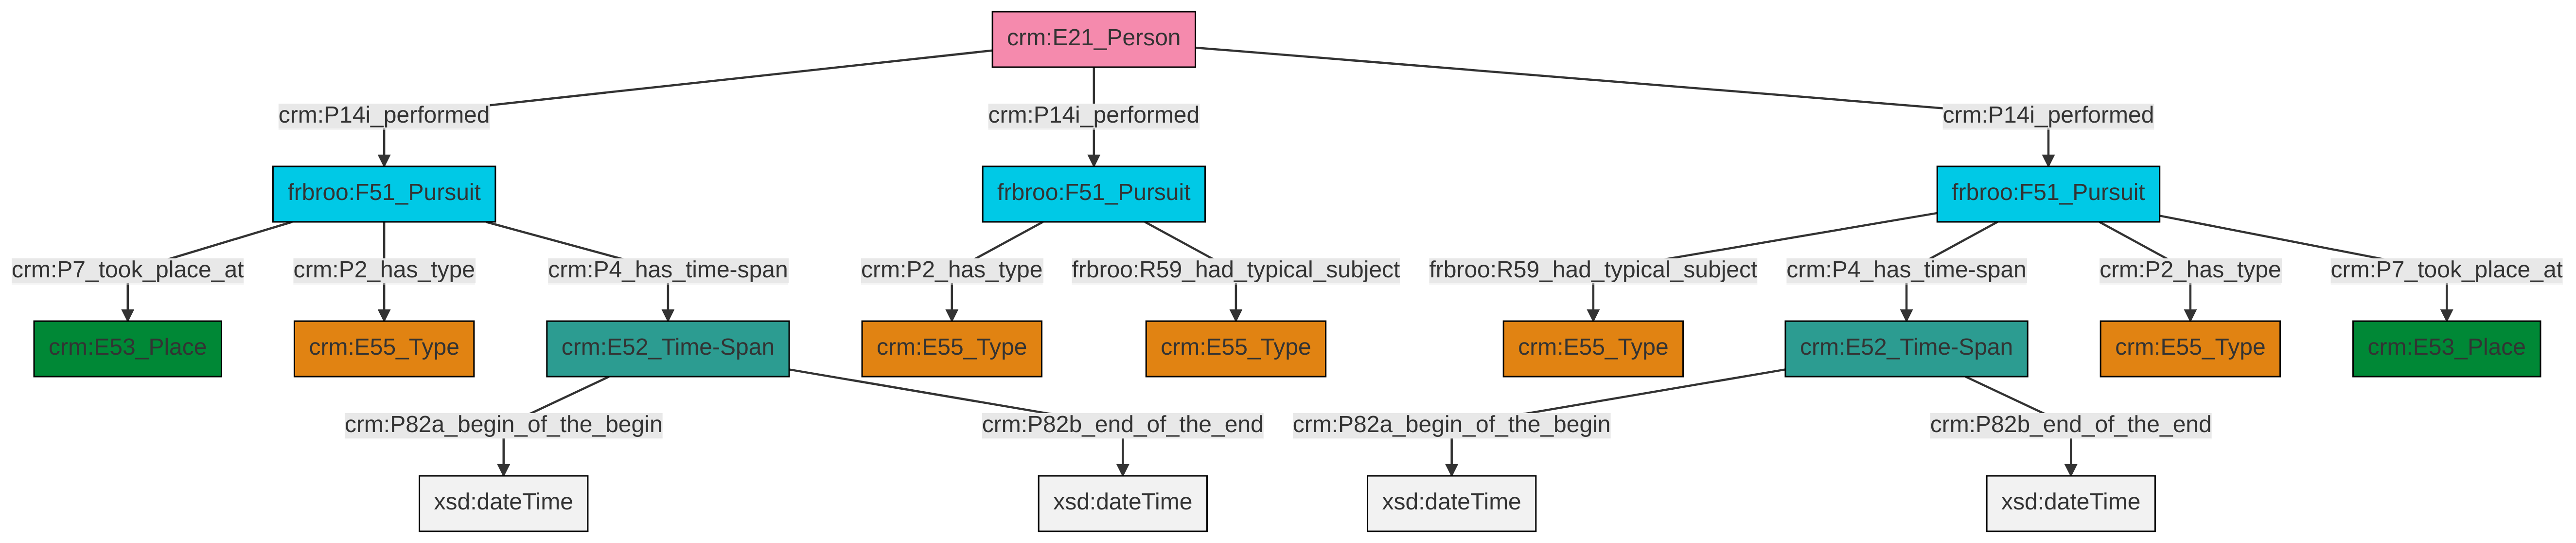 crm:E21_Person
crm:P14i_performed crm:P14i_performed crm:P14i_performed
frbroo:F51_Pursuit frbroo:F51_Pursuit frbroo:F51_Pursuit
crm:P7_took_place_at crm:P2_has_type crm:P4_has_time-span crm:P2_has_type frbroo:R59_had_typical_subject frbroo:R59_had_typical_subject crm:P4_has_time-span crm:P2_has_type crm:P7_took_place_at
crm:E53_Place crm:E55_Type crm:E52_Time-Span crm:E55_Type crm:E55_Type crm:E55_Type crm:E52_Time-Span crm:E55_Type crm:E53_Place
crm:P82a_begin_of_the_begin crm:P82b_end_of_the_end crm:P82a_begin_of_the_begin crm:P82b_end_of_the_end
xsd:dateTime xsd:dateTime xsd:dateTime xsd:dateTime